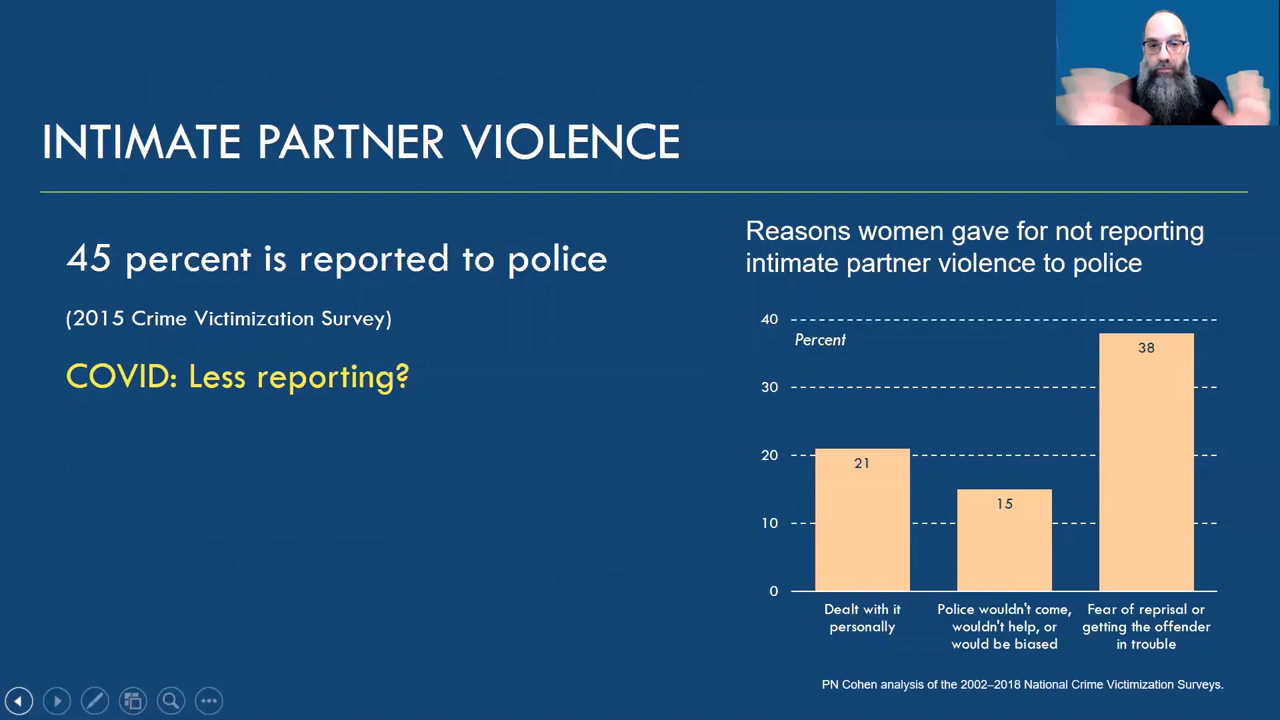 INTIMATE PARTNER VIOLENCE
45 percent is reported to police
(2015 Crime Victimization Survey)
COVID: Less reporting?
Reasons women gave for not reporting
intimate partner violence to police
40
Percent
38
30
20
21
15
10
0
Dealt with it
personally
Police wouldn't come,
wouldn't help, or
would be biased
Fear of reprisal or
getting the offender
in trouble
PN Cohen analysis of the 2002–2018 National Crime Victimization Surveys.